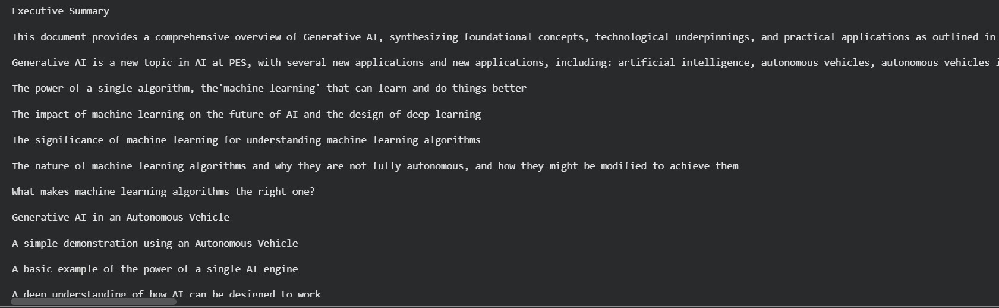 Executive Summary
This document provides a comprehensive overview of Generative AI, synthesizing foundational concepts, technological underpinnings, and practical applications as outlined in
Generative AI is a new topic in AI at PES, with several new applications and new applications, including: artificial intelligence, autonomous vehicles, autonomous vehicles
The power of a single algorithm, the'machine learning' that can learn and do things better
The impact of machine learning on the future of AI and the design of deep learning
The significance of machine learning for understanding machine learning algorithms
The nature of machine learning algorithms and why they are not fully autonomous, and how they might be modified to achieve them
What makes machine learning algorithms the right one?
Generative AI in an Autonomous Vehicle
A simple demonstration using an Autonomous Vehicle
A basic example of the power of a single AI engine
A deep understanding of how AI can be designed to work